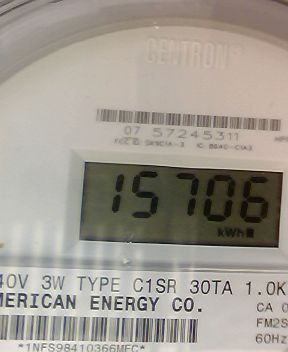 CENTRON®
07 57245311
15706
kWh
40V 3W TYPE C1SR 30TA 1.0K
MERICAN ENERGY CO.
CA 0
FM2S
60Hz
*1NFS98410366MFC*